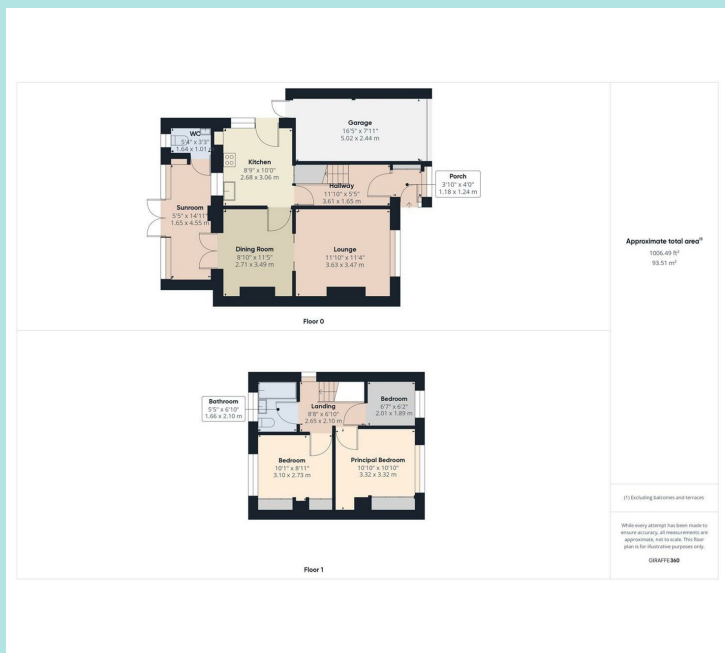 Garage
16'5" x 7'11"
5.02 x 2.44 m
WC
5'4" x 3'3"
1.64 x 1.01 m
Kitchen
8'9" x 10'0"
2.68 x 3.06 m
Hallway
11'10" x 5'5"
3.61 x 1.65 m
Porch
3'10" x 4'0"
1.18 x 1.24 m
Sunroom
5'5" x 14'11"
1.65 x 4.55 m
Dining Room
8'10" x 11'5"
2.71 x 3.49 m
Lounge
11'10" x 11'4"
3.63 x 3.47 m
Floor 0
Approximate total area(1)
1006.49 ft²
93.51 m²
Bathroom
5'5" x 6'10"
1.66 x 2.10 m
Landing
8'8" x 6'10"
2.65 x 2.10 m
Bedroom
6'7" x 6'2"
2.01 x 1.89 m
Bedroom
10'1" x 8'11"
3.10 x 2.73 m
Principal Bedroom
10'10" x 10'10"
3.32 x 3.32 m
Floor 1
(1) Excluding balconies and terraces
While every attempt has been made to
ensure accuracy, all measurements are
approximate, not to scale. This floor
plan is for illustrative purposes only.
GIRAFFE360